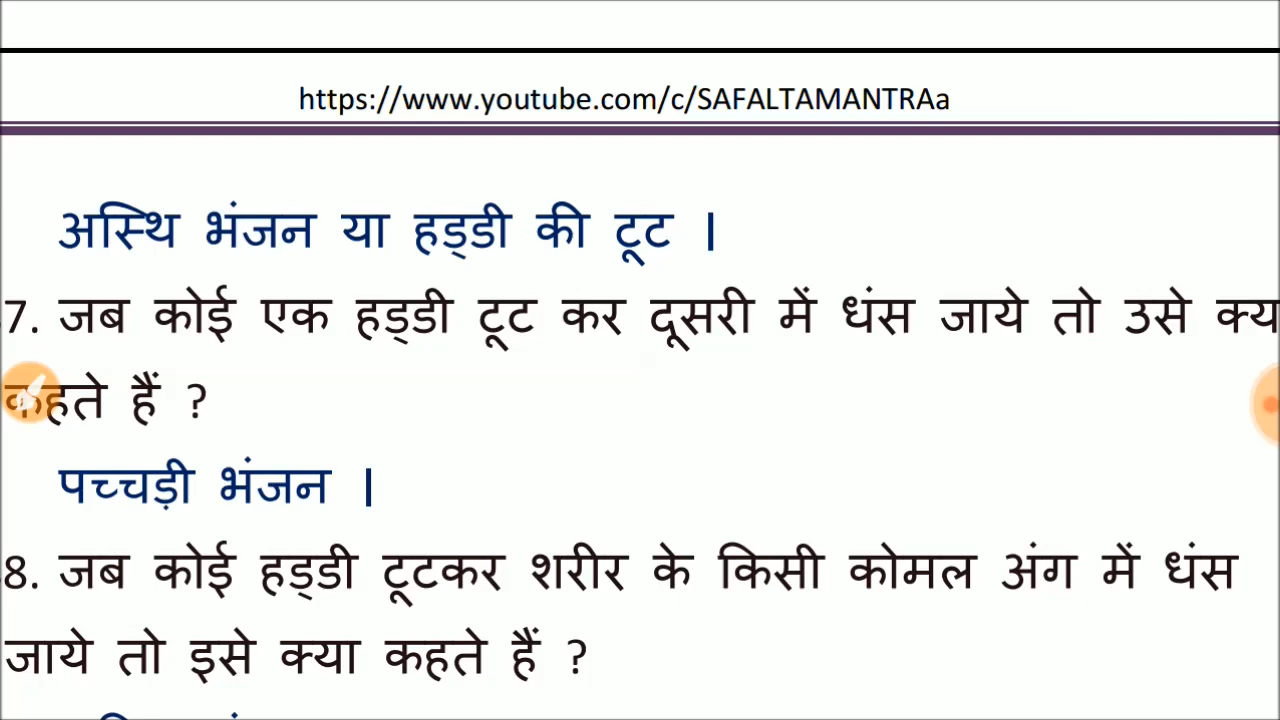 https://www.youtube.com/c/SAFALTAMANTRAa
अस्थि भंजन या हड्डी की टूट ।
7. जब कोई एक हड्डी टूट कर दूसरी में धंस जाये तो उसे
कहते हैं ?
पच्चड़ी भंजन ।
8. जब कोई हड्डी टूटकर शरीर के किसी कोमल अंग में धंस
जाये तो इसे क्या कहते हैं ?